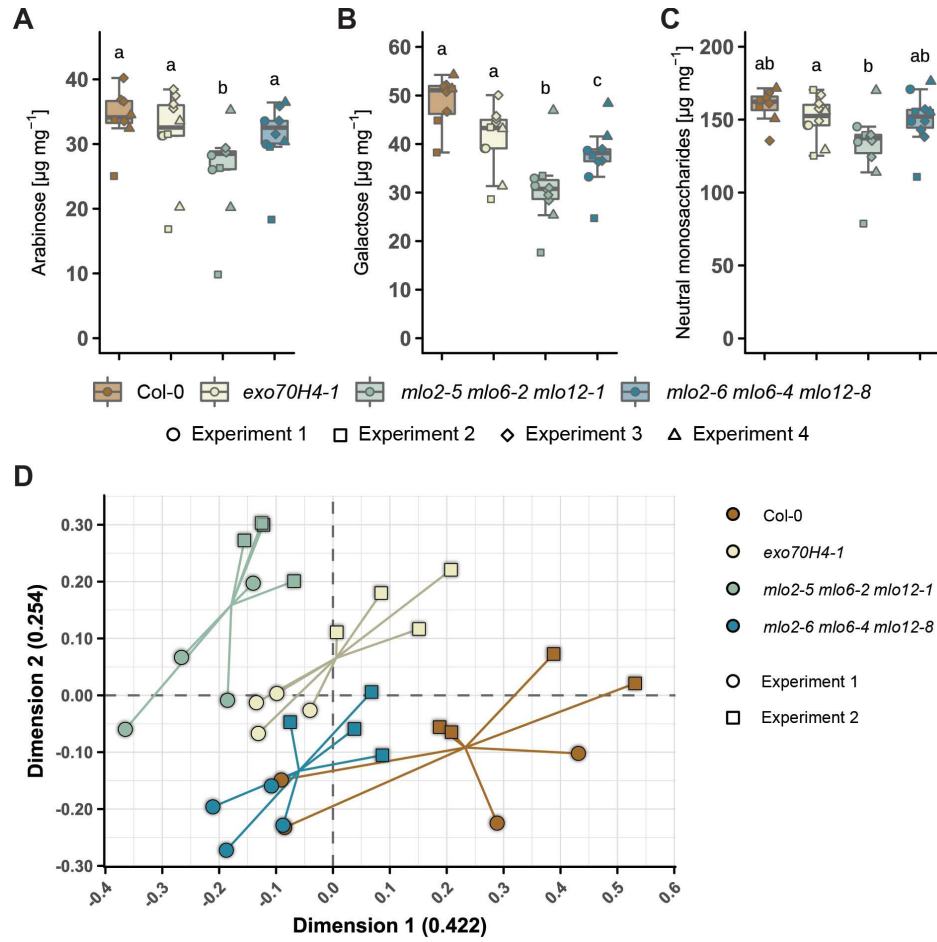 A
B
C
Arabinose [µg mg⁻¹]
40
30
20
10
0
a
a
b
a
Galactose [µg mg⁻¹]
60
50
40
30
20
10
0
a
a
b
c
Neutral monosaccharides [µg mg⁻¹]
200
150
100
50
0
ab
a
b
ab
Col-0 exo70H4-1 mlo2-5 mlo6-2 mlo12-1 mlo2-6 mlo6-4 mlo12-8
Experiment 1 Experiment 2 Experiment 3 Experiment 4
D
Dimension 2 (0.254)
0.30
0.20
0.10
0.00
-0.10
-0.20
-0.30
-0.4 -0.3 -0.2 -0.1 0.0 0.1 0.2 0.3 0.4 0.5 0.6
Dimension 1 (0.422)
Col-0
exo70H4-1
mlo2-5 mlo6-2 mlo12-1
mlo2-6 mlo6-4 mlo12-8
Experiment 1
Experiment 2